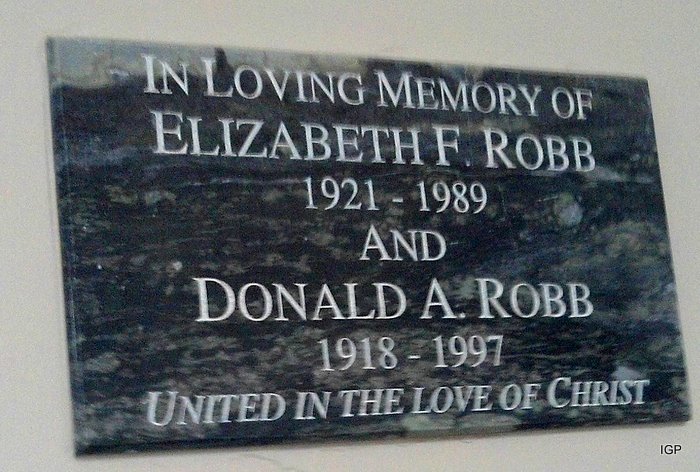 IN LOVING MEMORY OF
ELIZABETH F. ROBB
1921 - 1989
AND
DONALD A. ROBB
1918 - 1997
UNITED IN THE LOVE OF CHRIST
IGP